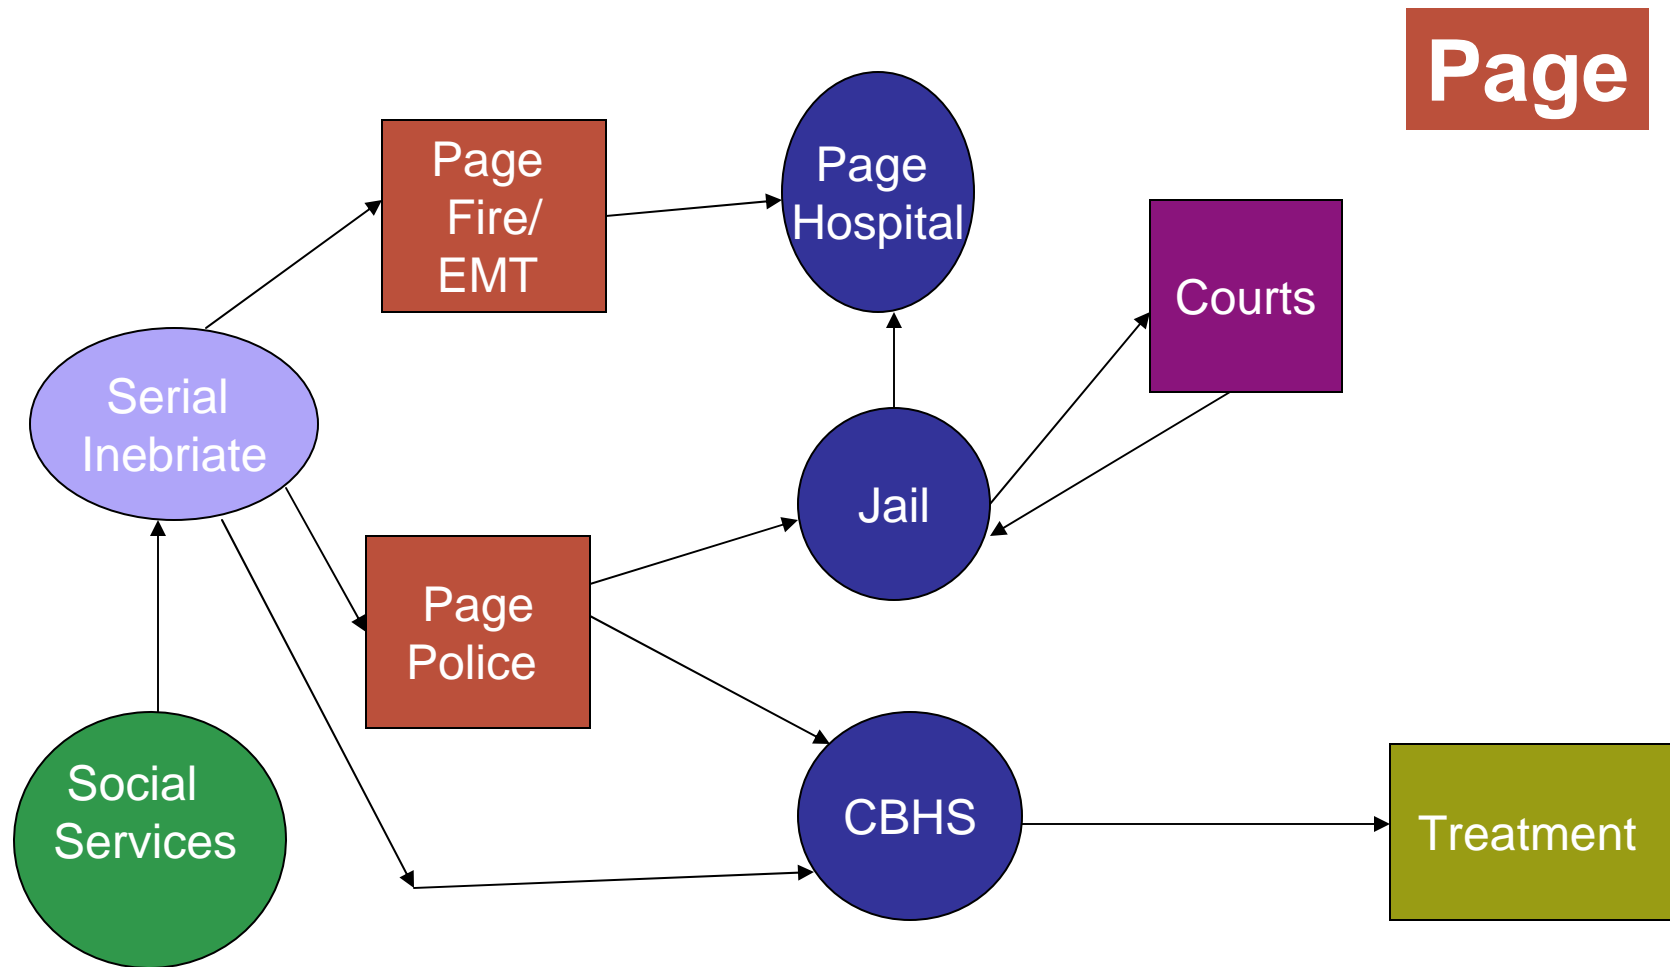 Page
Page
Fire/
EMT
Page
Hospital
Courts
Serial
Inebriate
Jail
Page
Police
Social
Services
CBHS
Treatment